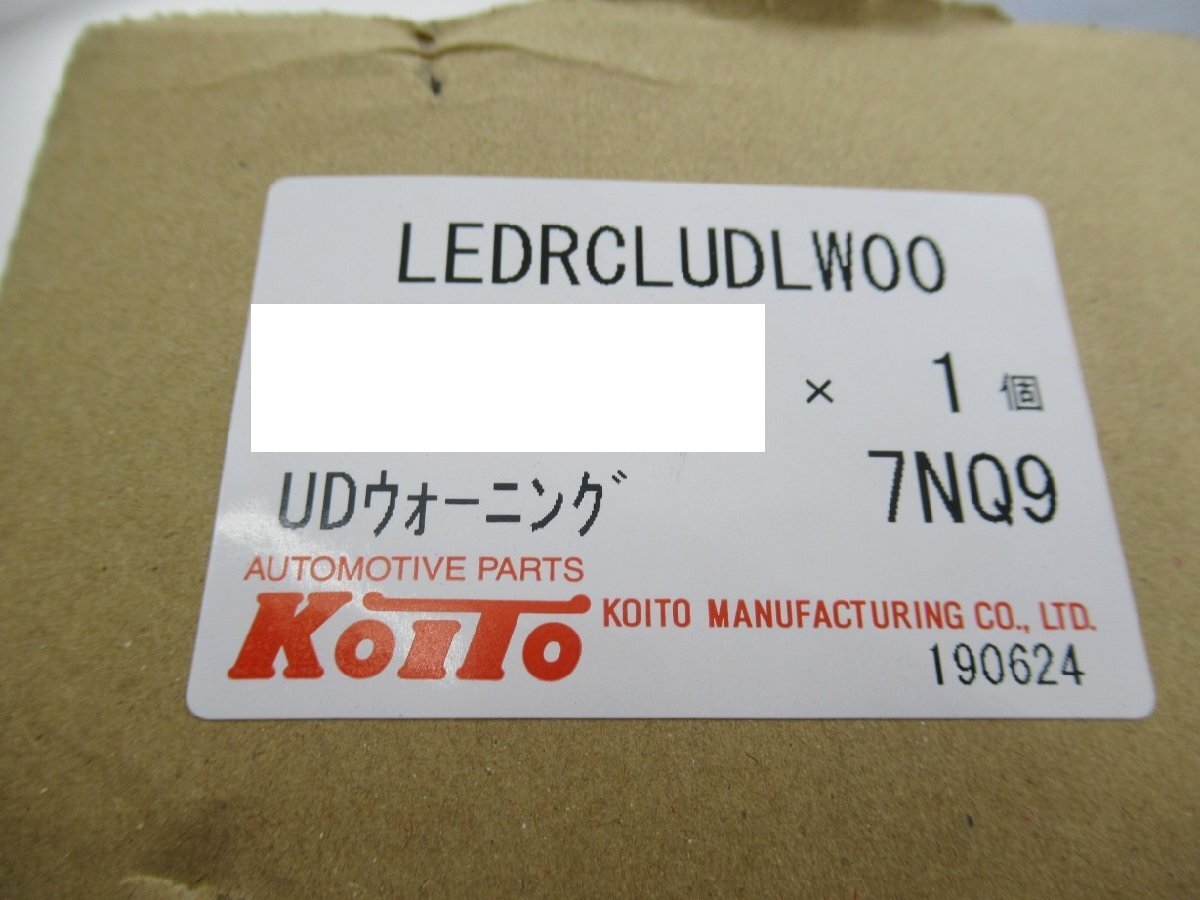 LEDRCLUDLW00
× 1 個
UDウォーニング 7NQ9
AUTOMOTIVE PARTS
KOITO KOITO MANUFACTURING CO., LTD.
190624